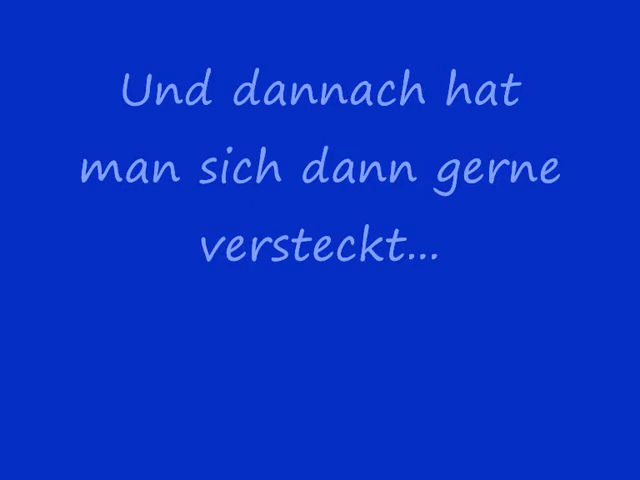 Und dannach hat
man sich dann gerne
versteckt...